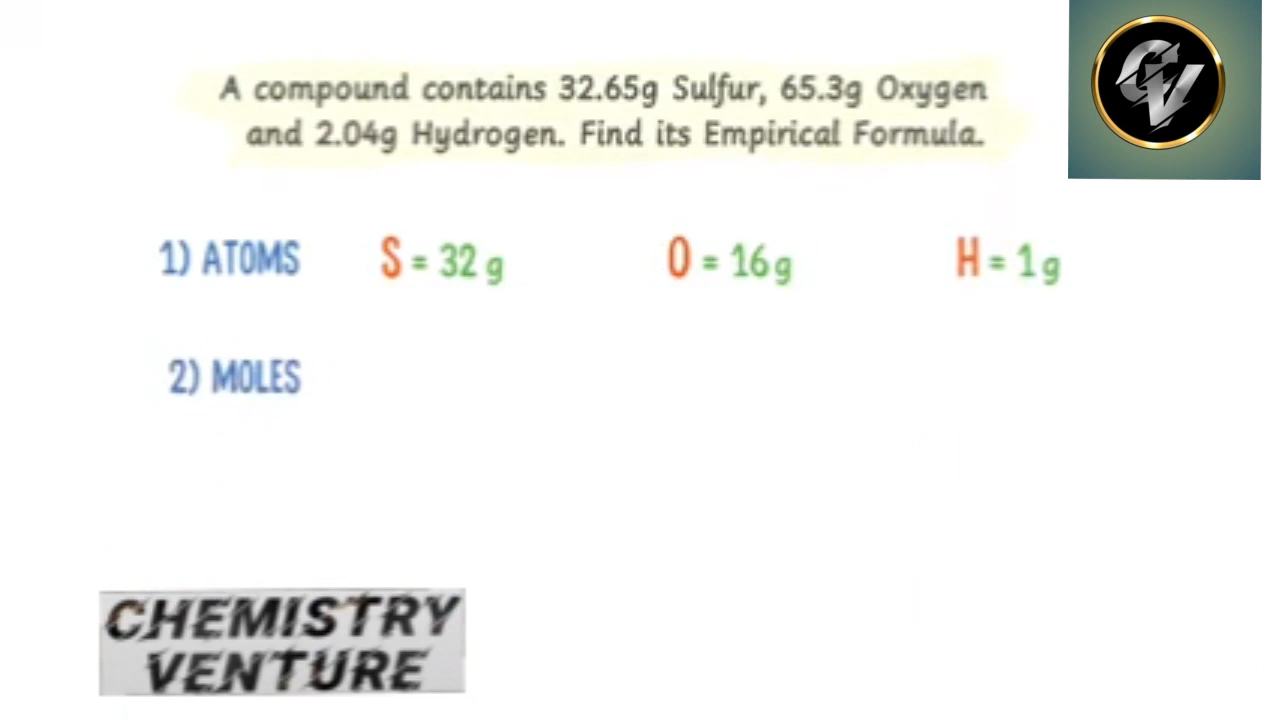 A compound contains 32.65g Sulfur, 65.3g Oxygen
and 2.04g Hydrogen. Find its Empirical Formula.
CV
1) ATOMS S = 32 g O = 16 g H = 1 g
2) MOLES
CHEMISTRY
VENTURE